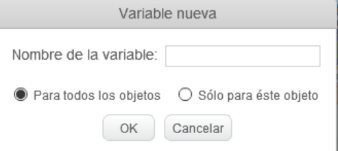 Variable nueva
Nombre de la variable:
Para todos los objetos Sólo para éste objeto
OK Cancelar